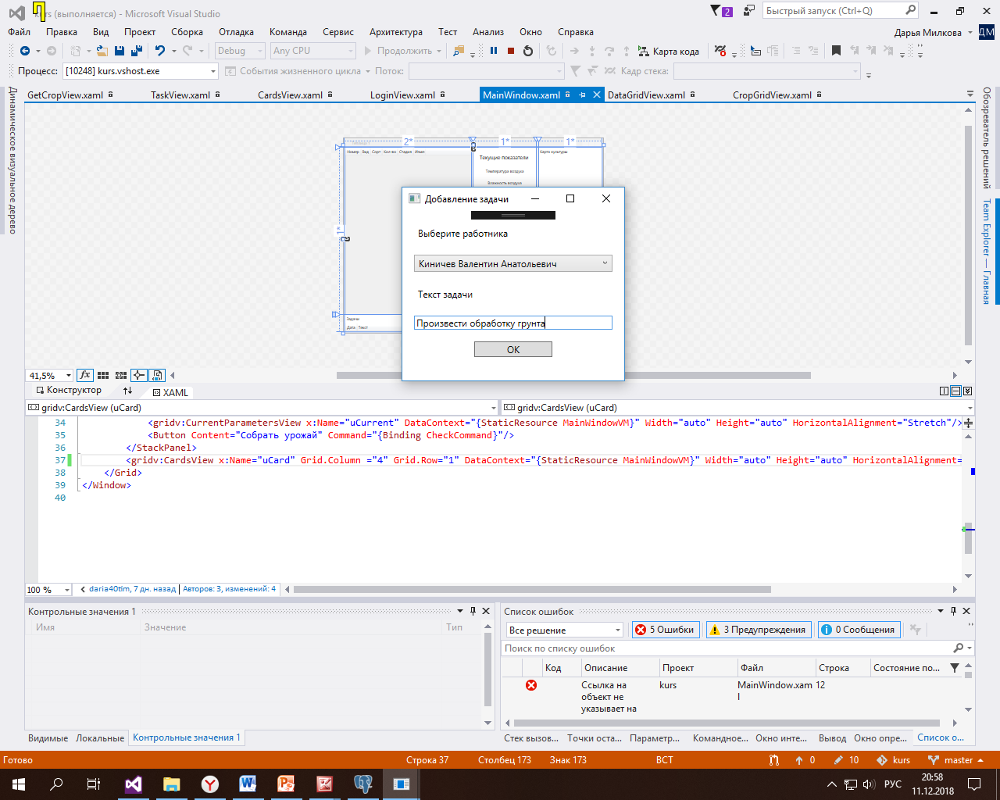 kurs (выполняется) - Microsoft Visual Studio
2
Быстрый запуск (Ctrl+Q)
Файл Правка Вид Проект Сборка Отладка Команда Сервис Архитектура Тест Анализ Окно Справка
Дарья Милкова ДМ
Debug Any CPU Продолжить Карта кода
Процесс: [10248] kurs.vshost.exe События жизненного цикла Поток: Кадр стека:
Динамическое визуальное дерево
Обозреватель решений
Team Explorer — Главная
GetCropView.xaml TaskView.xaml CardsView.xaml LoginView.xaml MainWindow.xaml DataGridView.xaml CropGridView.xaml
2* 1* 1*
1*
Номер Вид Сорт Кол-во Стадия Имя
Текущие показатели
Карта культуры
Температура воздуха
Влажность воздуха
Задачи
Дата Текст
Добавление задачи
Выберите работника
Киничев Валентин Анатольевич
Текст задачи
Произвести обработку грунта
ОК
41,5%
Конструктор XAML
gridv:CardsView (uCard) gridv:CardsView (uCard)
34 <gridv:CurrentParametersView x:Name="uCurrent" DataContext="{StaticResource MainWindowVM}" Width="auto" Height="auto" HorizontalAlignment="Stretch"/>
35 <Button Content="Собрать урожай" Command="{Binding CheckCommand}"/>
36 </StackPanel>
37 <gridv:CardsView x:Name="uCard" Grid.Column ="4" Grid.Row="1" DataContext="{StaticResource MainWindowVM}" Width="auto" Height="auto" HorizontalAlignment=
38 </Grid>
39 </Window>
40
100 % daria40tim, 7 дн. назад | Авторов: 3, изменений: 4
Контрольные значения 1
Имя Значение Тип
Видимые Локальные Контрольные значения 1
Список ошибок
Все решение 5 Ошибки 3 Предупреждения 0 Сообщения
Поиск по списку ошибок
Код Описание Проект Файл Строка Состояние по...
Ссылка на kurs MainWindow.xam 12
объект не l
указывает на
Стек вызов... Точки оста... Параметр... Командное... Окно инте... Вывод Окно опре... Список о...
Готово Строка 37 Столбец 173 Знак 173 ВСТ 0 10 kurs master
РУС
20:58
11.12.2018